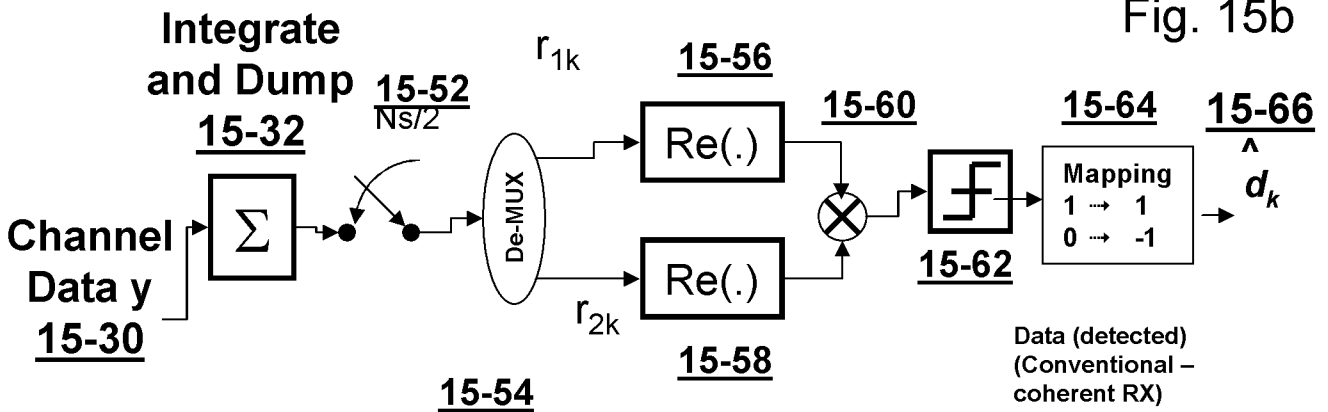 Fig. 15b
Integrate
and Dump
15-32
15-52
Ns/2
r1k
15-56
15-60
15-64
15-66
Re(.)
Σ
De-MUX
Mapping
1 ⇢ 1
0 ⇢ -1
^
dk
Channel
Data y
15-30
Re(.)
15-62
r2k
15-58
15-54
Data (detected)
(Conventional –
coherent RX)